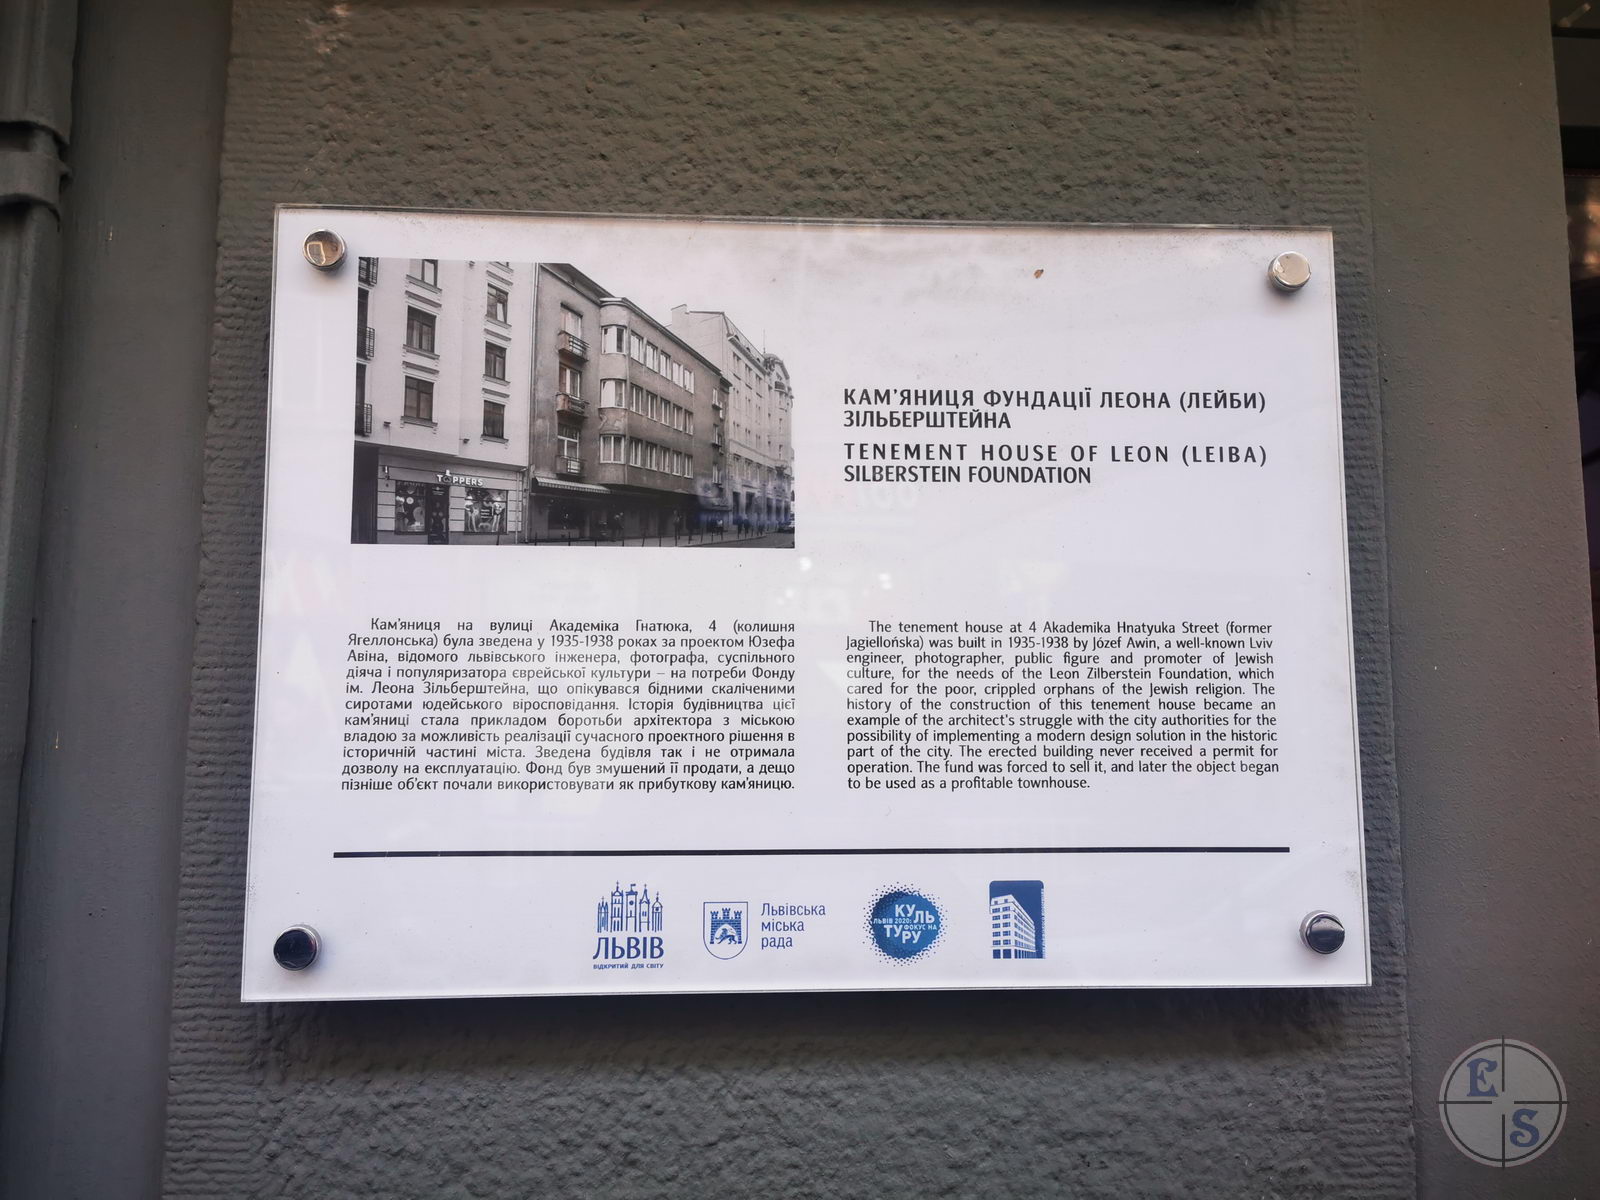 TOPPERS
КАМ'ЯНИЦЯ ФУНДАЦІЇ ЛЕОНА (ЛЕЙБИ)
ЗІЛЬБЕРШТЕЙНА
TENEMENT HOUSE OF LEON (LEIBA)
SILBERSTEIN FOUNDATION
Кам'яниця на вулиці Академіка Гнатюка, 4 (колишня
Ягеллонська) була зведена у 1935-1938 роках за проектом Юзефа
Авіна, відомого львівського інженера, фотографа, суспільного
діяча і популяризатора єврейської культури – на потреби Фонду
ім. Леона Зільберштейна, що опікувався бідними скаліченими
сиротами юдейського віросповідання. Історія будівництва цієї
кам'яниці стала прикладом боротьби архітектора з міською
владою за можливість реалізації сучасного проектного рішення в
історичній частині міста. Зведена будівля так і не отримала
дозволу на експлуатацію. Фонд був змушений її продати, а дещо
пізніше об'єкт почали використовувати як прибуткову кам'яницю.
The tenement house at 4 Akademika Hnatyuka Street (former
Jagiellońska) was built in 1935-1938 by Józef Awin, a well-known Lviv
engineer, photographer, public figure and promoter of Jewish
culture, for the needs of the Leon Zilberstein Foundation, which
cared for the poor, crippled orphans of the Jewish religion. The
history of the construction of this tenement house became an
example of the architect's struggle with the city authorities for the
possibility of implementing a modern design solution in the historic
part of the city. The erected building never received a permit for
operation. The fund was forced to sell it, and later the object began
to be used as a profitable townhouse.
ЛЬВІВ
ВІДКРИТИЙ ДЛЯ СВІТУ
Львівська
міська
рада
КУЛЬ
ЛЬВІВ 2020: ФОКУС НА
ТУРУ
E
S